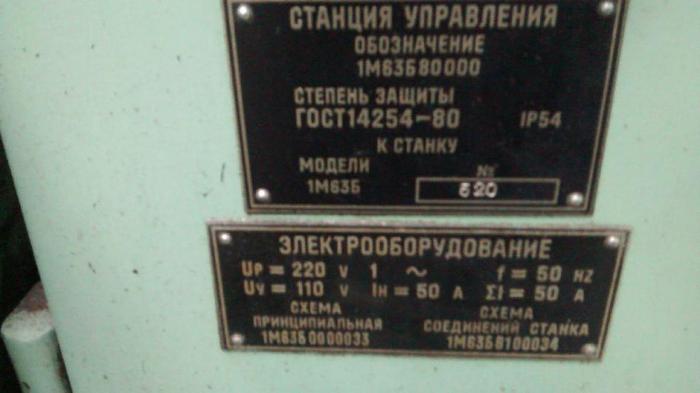 СТАНЦИЯ УПРАВЛЕНИЯ
ОБОЗНАЧЕНИЕ
1М63Б80000
СТЕПЕНЬ ЗАЩИТЫ
ГОСТ14254-80 IP54
К СТАНКУ
МОДЕЛИ №
1М63Б 520
ЭЛЕКТРООБОРУДОВАНИЕ
UР = 220 V 1 ~ f = 50 HZ
UУ = 110 V IН = 50 А ΣI = 50 А
СХЕМА СХЕМА
ПРИНЦИПИАЛЬНАЯ СОЕДИНЕНИЙ СТАНКА
1М63Б0000033 1М63Б8100034